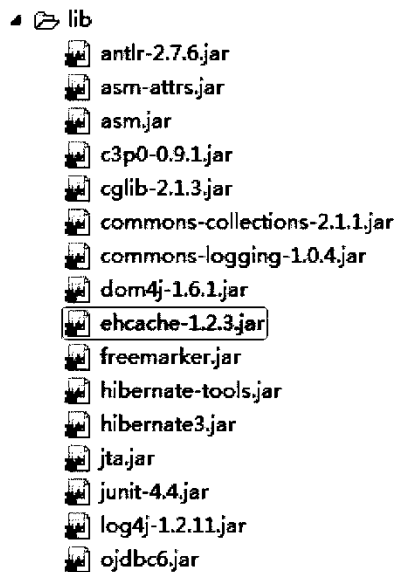 lib
antlr-2.7.6.jar
asm-attrs.jar
asm.jar
c3p0-0.9.1.jar
cglib-2.1.3.jar
commons-collections-2.1.1.jar
commons-logging-1.0.4.jar
dom4j-1.6.1.jar
ehcache-1.2.3.jar
freemarker.jar
hibernate-tools.jar
hibernate3.jar
jta.jar
junit-4.4.jar
log4j-1.2.11.jar
ojdbc6.jar